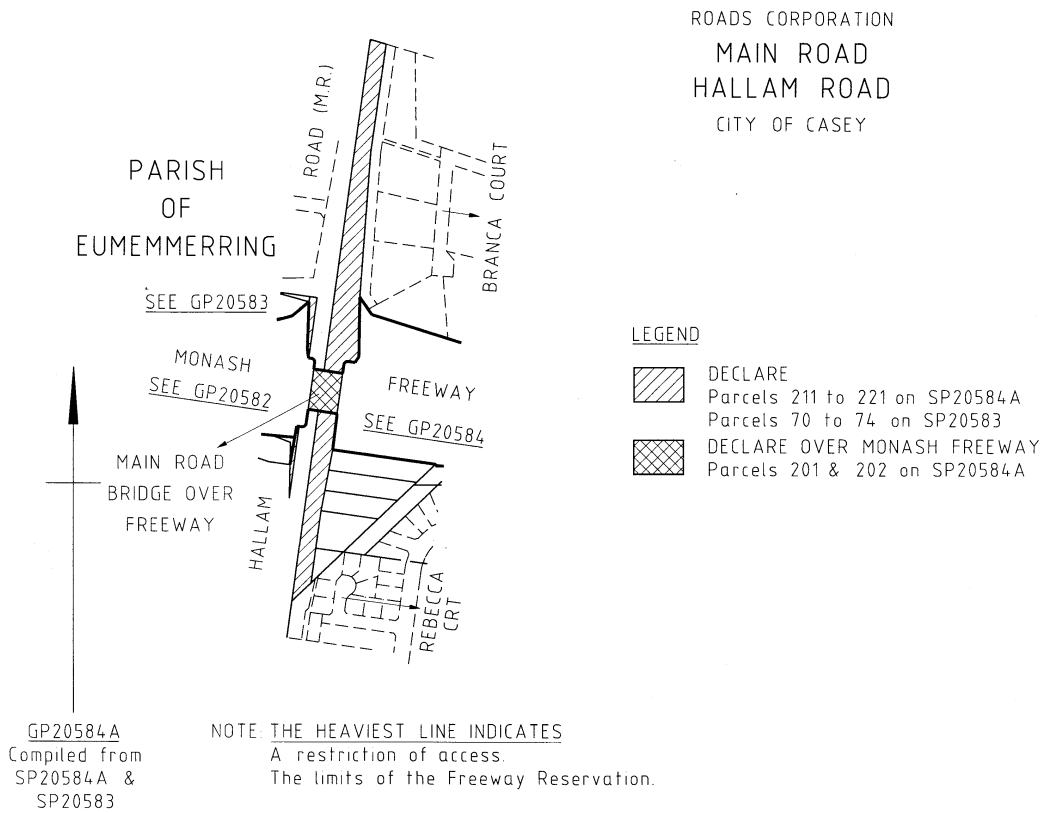 ROADS CORPORATION
MAIN ROAD
HALLAM ROAD
CITY OF CASEY
ROAD (M.R.)
PARISH
OF
EUMEMMERRING
BRANCA COURT
SEE GP20583
MONASH
SEE GP20582
FREEWAY
SEE GP20584
MAIN ROAD
BRIDGE OVER
FREEWAY
HALLAM
REBECCA
CRT
LEGEND
DECLARE
Parcels 211 to 221 on SP20584A
Parcels 70 to 74 on SP20583
DECLARE OVER MONASH FREEWAY
Parcels 201 & 202 on SP20584A
GP20584A
Compiled from
SP20584A &
SP20583
NOTE: THE HEAVIEST LINE INDICATES
A restriction of access.
The limits of the Freeway Reservation.